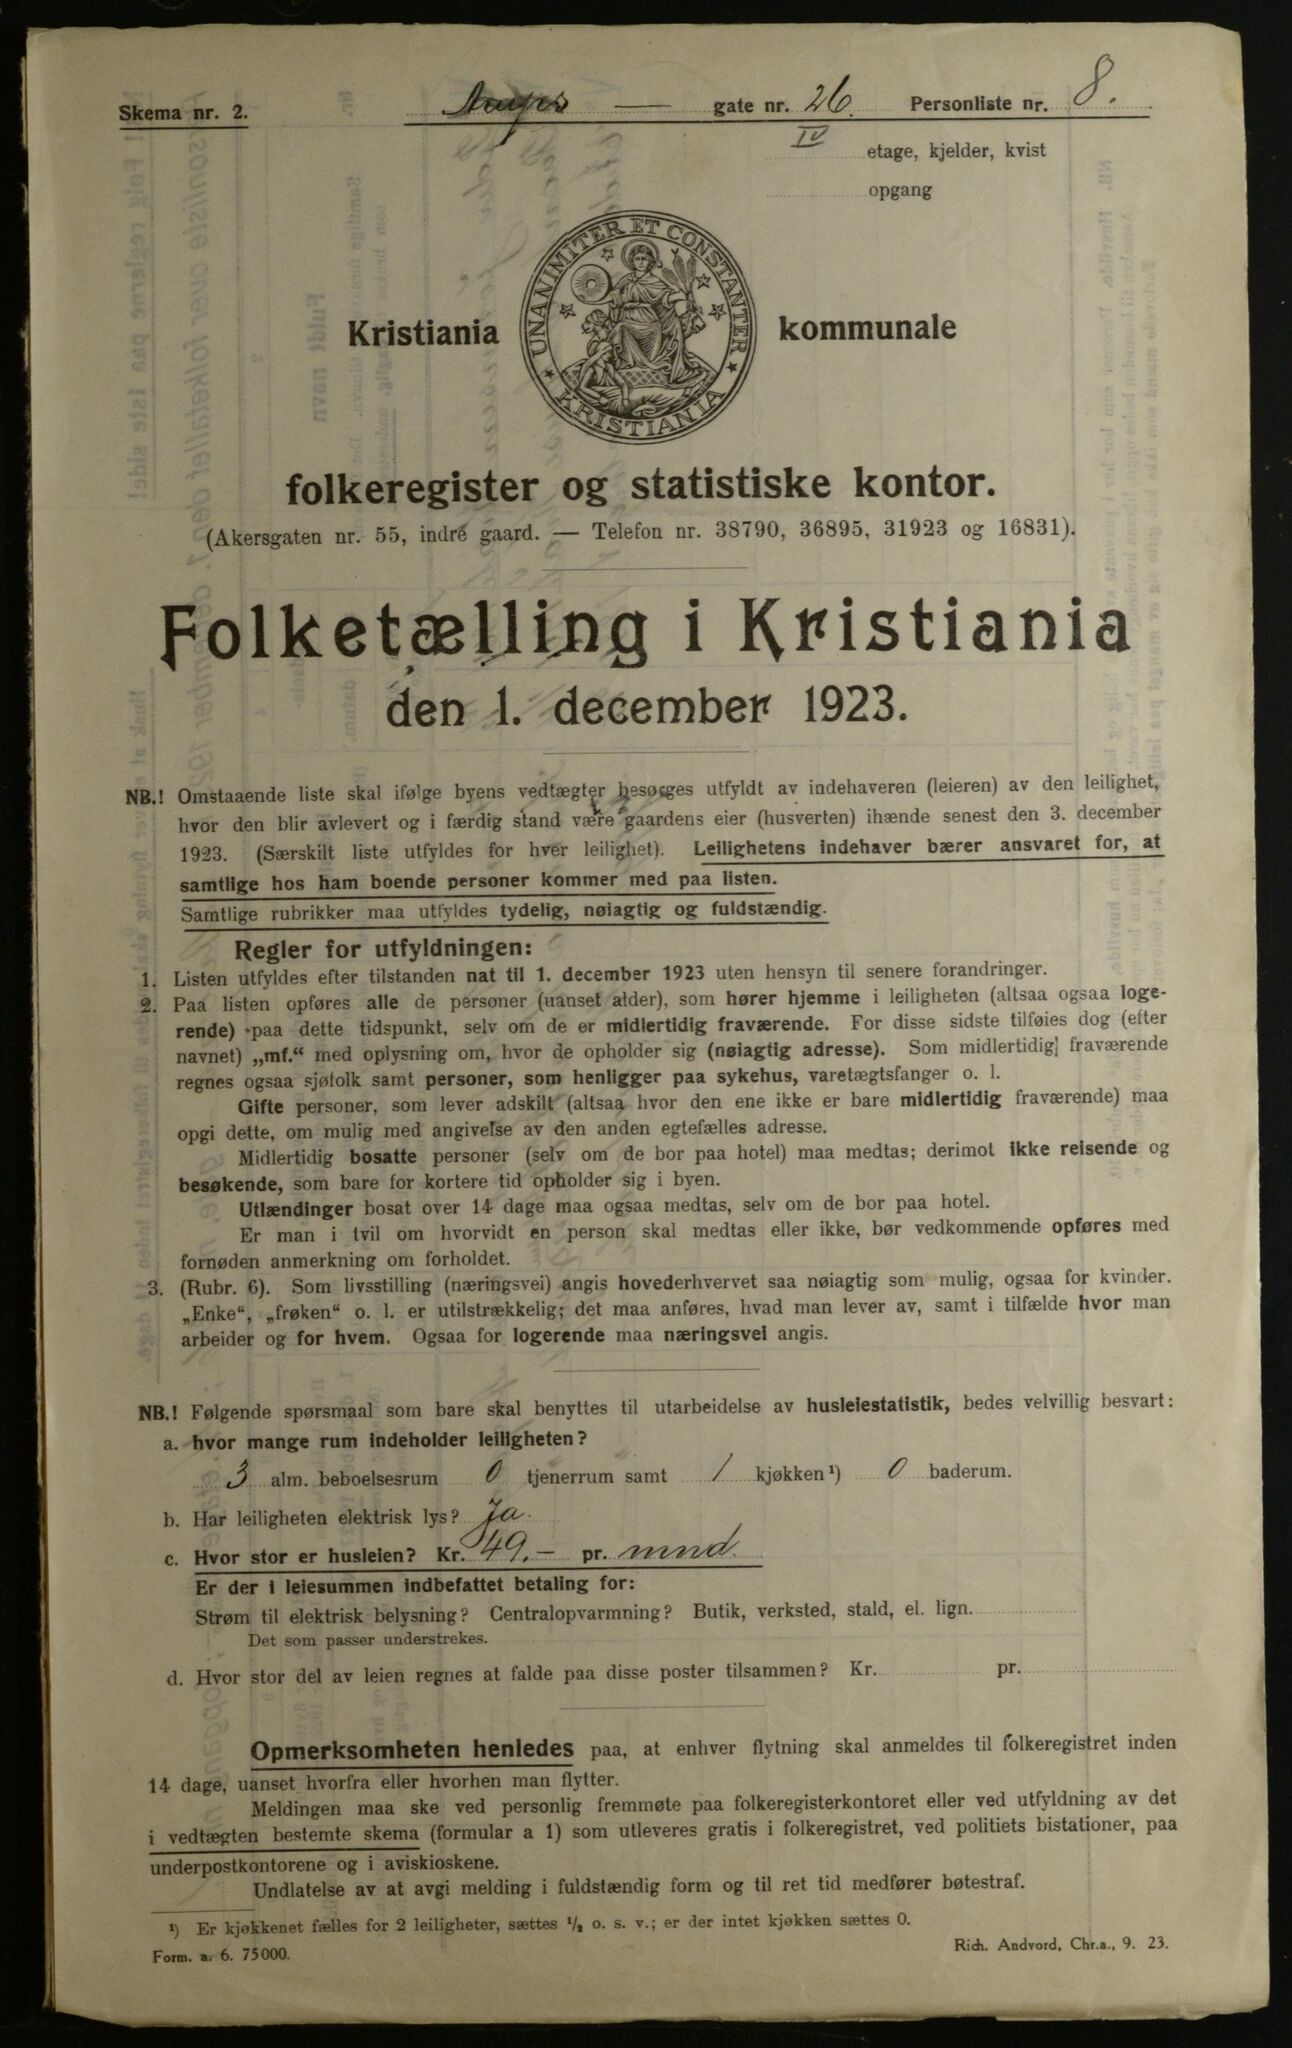 Skema nr. 2. — gate nr. 26 Personliste nr. 8.
IV etage, kjelder, kvist
opgang
UNANIMITER ET CONSTANTER
KRISTIANIA
Kristiania kommunale
folkeregister og statistiske kontor.
(Akersgaten nr. 55, indre gaard. — Telefon nr. 38790, 36895, 31923 og 16831).
Folketælling i Kristiania
den 1. december 1923.
NB.! Omstaaende liste skal ifølge byens vedtægter besørges utfyldt av indehaveren (leieren) av den leilighet,
hvor den blir avlevert og i færdig stand være gaardens eier (husverten) ihænde senest den 3. december
1923. (Særskilt liste utfyldes for hver leilighet). Leilighetens indehaver bærer ansvaret for, at
samtlige hos ham boende personer kommer med paa listen.
Samtlige rubrikker maa utfyldes tydelig, nøiagtig og fuldstændig.
Regler for utfyldningen:
1. Listen utfyldes efter tilstanden nat til 1. december 1923 uten hensyn til senere forandringer.
2. Paa listen opføres alle de personer (uanset alder), som hører hjemme i leiligheten (altsaa ogsaa loge-
rende) paa dette tidspunkt, selv om de er midlertidig fraværende. For disse sidste tilføies dog (efter
navnet) „mf.“ med oplysning om, hvor de opholder sig (nøiagtig adresse). Som midlertidig fraværende
regnes ogsaa sjøfolk samt personer, som henligger paa sykehus, varetægtsfanger o. l.
Gifte personer, som lever adskilt (altsaa hvor den ene ikke er bare midlertidig fraværende) maa
opgi dette, om mulig med angivelse av den anden egtefælles adresse.
Midlertidig bosatte personer (selv om de bor paa hotel) maa medtas; derimot ikke reisende og
besøkende, som bare for kortere tid opholder sig i byen.
Utlændinger bosat over 14 dage maa ogsaa medtas, selv om de bor paa hotel.
Er man i tvil om hvorvidt en person skal medtas eller ikke, bør vedkommende opføres med
fornøden anmerkning om forholdet.
3. (Rubr. 6). Som livsstilling (næringsvei) angis hovederhvervet saa nøiagtig som mulig, ogsaa for kvinder.
„Enke“, „frøken“ o. l. er utilstrækkelig; det maa anføres, hvad man lever av, samt i tilfælde hvor man
arbeider og for hvem. Ogsaa for logerende maa næringsvei angis.
NB.! Følgende spørsmaal som bare skal benyttes til utarbeidelse av husleiestatistik, bedes velvillig besvart:
a. hvor mange rum indeholder leiligheten?
3 alm. beboelsesrum 0 tjenerrum samt 1 kjøkken¹) 0 baderum.
b. Har leiligheten elektrisk lys? Ja.
c. Hvor stor er husleien? Kr. 49.- pr. mnd.
Er der i leiesummen indbefattet betaling for:
Strøm til elektrisk belysning? Centralopvarmning? Butik, verksted, stald, el. lign.
Det som passer understrekes.
d. Hvor stor del av leien regnes at falde paa disse poster tilsammen? Kr. pr.
Opmerksomheten henledes paa, at enhver flytning skal anmeldes til folkeregistret inden
14 dage, uanset hvorfra eller hvorhen man flytter.
Meldingen maa ske ved personlig fremmøte paa folkeregisterkontoret eller ved utfyldning av det
i vedtægten bestemte skema (formular a 1) som utleveres gratis i folkeregistret, ved politiets bistationer, paa
underpostkontorene og i aviskioskene.
Undlatelse av at avgi melding i fuldstændig form og til ret tid medfører bøtestraf.
¹) Er kjøkkenet fælles for 2 leiligheter, sættes 1/2 o. s. v.; er der intet kjøkken sættes 0.
Form. a. 6. 75000. Rich. Andvord, Chr.a., 9. 23.